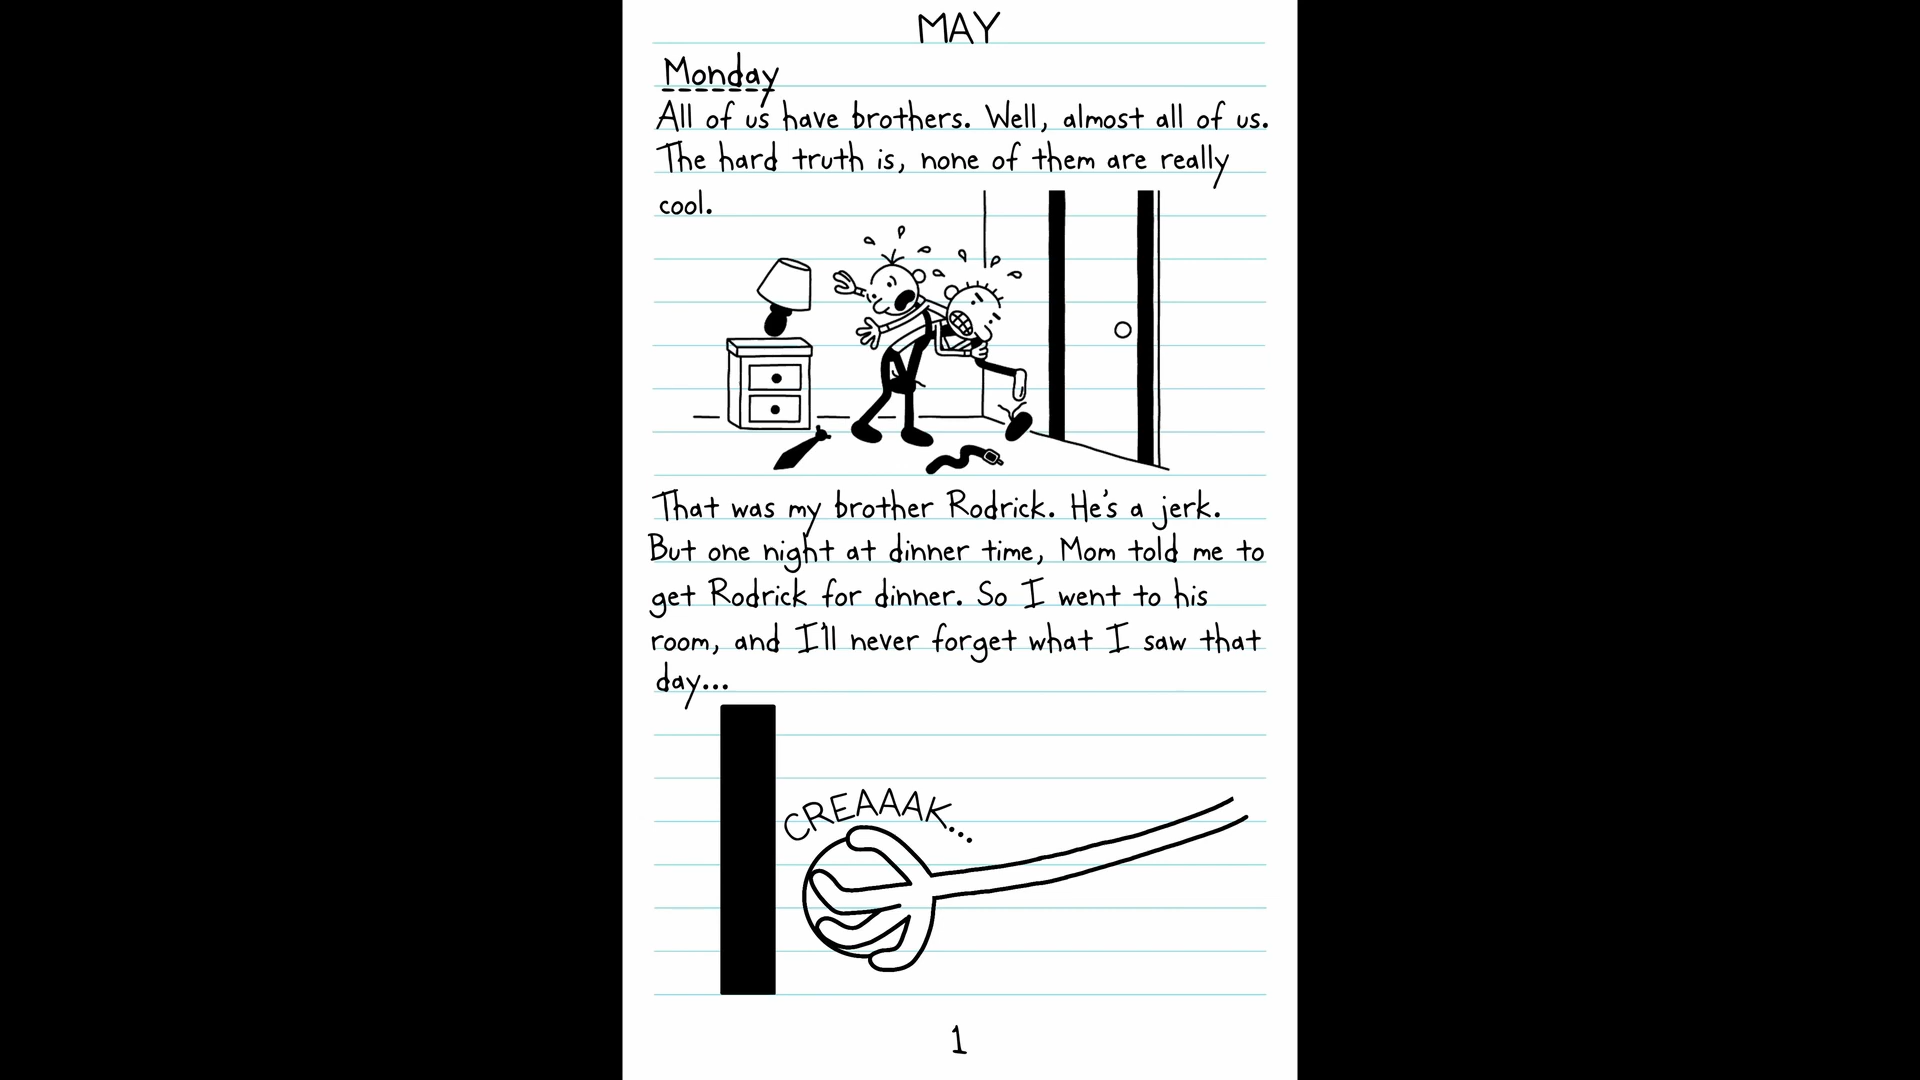 MAY
Monday
All of us have brothers. Well, almost all of us.
The hard truth is, none of them are really
cool.
That was my brother Rodrick. He's a jerk.
But one night at dinner time, Mom told me to
get Rodrick for dinner. So I went to his
room, and I'll never forget what I saw that
day...
CREAAAK...
1